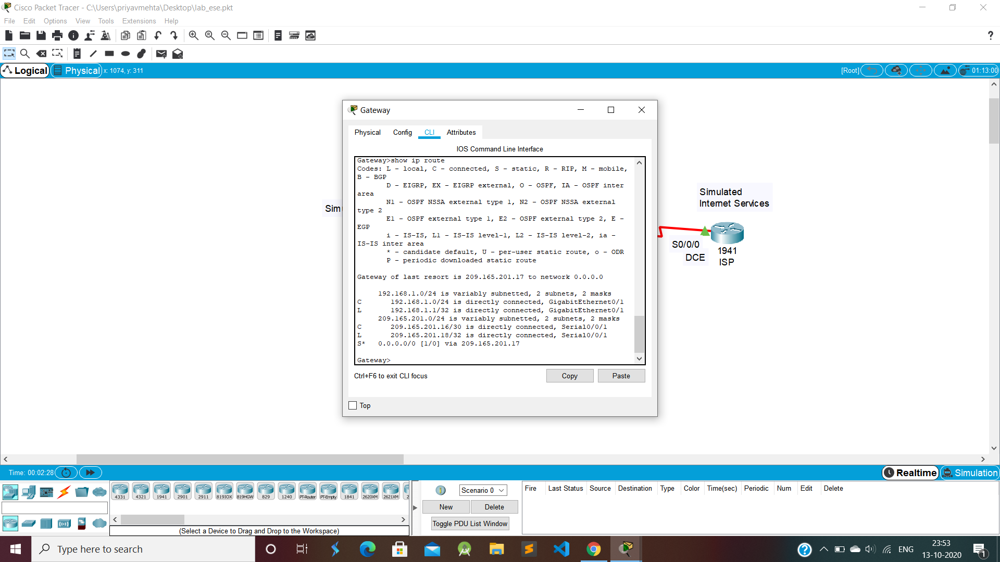 Cisco Packet Tracer - C:\Users\priyavmehta\Desktop\lab_ese.pkt
File Edit Options View Tools Extensions Help
Logical Physical x: 1074, y: 311 [Root] 01:13:00
Gateway
Physical Config CLI Attributes
IOS Command Line Interface
Gateway>show ip route
Codes: L - local, C - connected, S - static, R - RIP, M - mobile,
B - BGP
D - EIGRP, EX - EIGRP external, O - OSPF, IA - OSPF inter
area
N1 - OSPF NSSA external type 1, N2 - OSPF NSSA external
type 2
E1 - OSPF external type 1, E2 - OSPF external type 2, E -
EGP
i - IS-IS, L1 - IS-IS level-1, L2 - IS-IS level-2, ia -
IS-IS inter area
* - candidate default, U - per-user static route, o - ODR
P - periodic downloaded static route
Gateway of last resort is 209.165.201.17 to network 0.0.0.0
192.168.1.0/24 is variably subnetted, 2 subnets, 2 masks
C 192.168.1.0/24 is directly connected, GigabitEthernet0/1
L 192.168.1.1/32 is directly connected, GigabitEthernet0/1
209.165.201.0/24 is variably subnetted, 2 subnets, 2 masks
C 209.165.201.16/30 is directly connected, Serial0/0/1
L 209.165.201.18/32 is directly connected, Serial0/0/1
S* 0.0.0.0/0 [1/0] via 209.165.201.17
Gateway>
Ctrl+F6 to exit CLI focus Copy Paste
Top
Sim
Simulated
Internet Services
S0/0/0
DCE
1941
ISP
Time: 00:02:28 Realtime Simulation
4331 4321 1941 2901 2911 819IOX 819HGW 829 1240 PT-Router PT-Empty 1841 2620XM 2621XM 2
(Select a Device to Drag and Drop to the Workspace)
Scenario 0
New Delete
Toggle PDU List Window
Fire Last Status Source Destination Type Color Time(sec) Periodic Num Edit Delete
Type here to search
ENG
23:53
13-10-2020
1